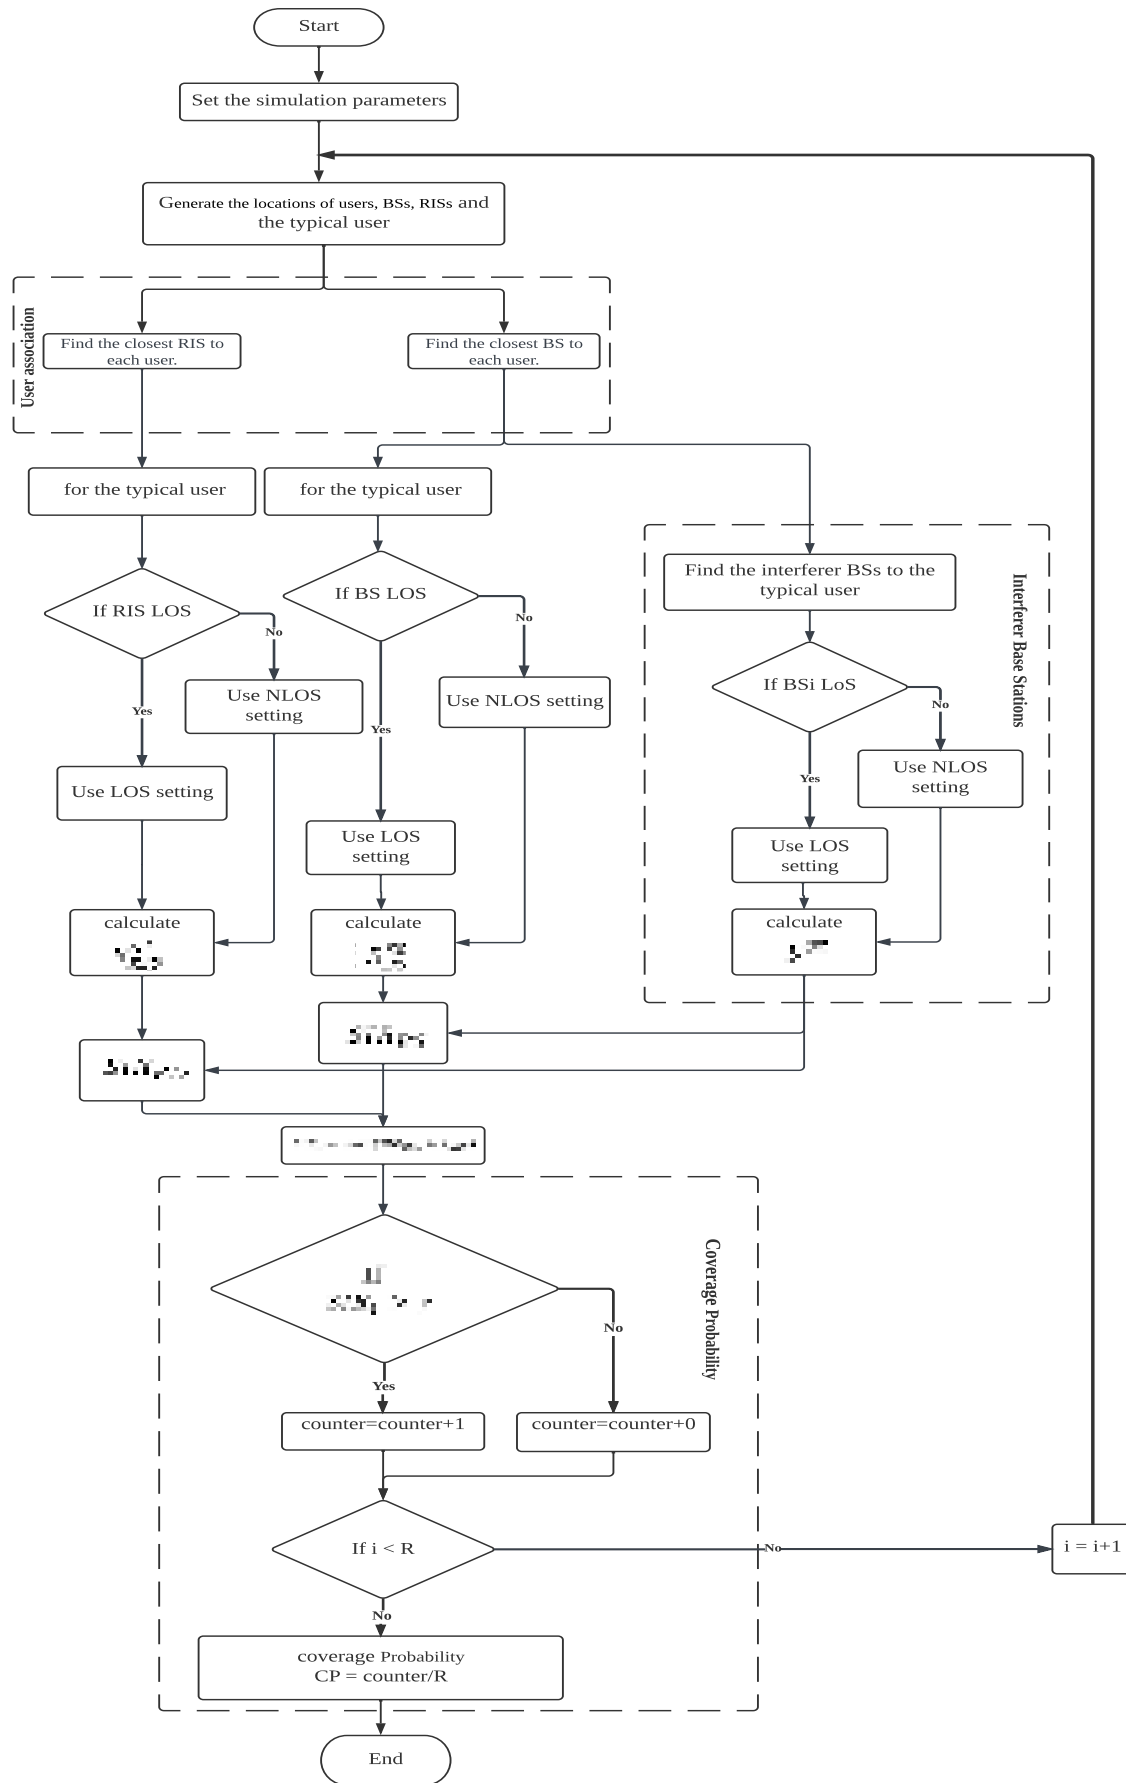 Start
Set the simulation parameters
Generate the locations of users, BSs, RISs and
the typical user
User association
Find the closest RIS to
each user.
Find the closest BS to
each user.
for the typical user
for the typical user
Find the interferer BSs to the
typical user
Interferer Base Stations
If RIS LOS
No
Yes
Use NLOS
setting
Use LOS setting
calculate
If BS LOS
No
Yes
Use NLOS setting
Use LOS
setting
calculate
If BSi LoS
No
Yes
Use NLOS
setting
Use LOS
setting
calculate
Coverage Probability
No
Yes
counter=counter+1
counter=counter+0
If i < R
No
i = i+1
No
coverage Probability
CP = counter/R
End